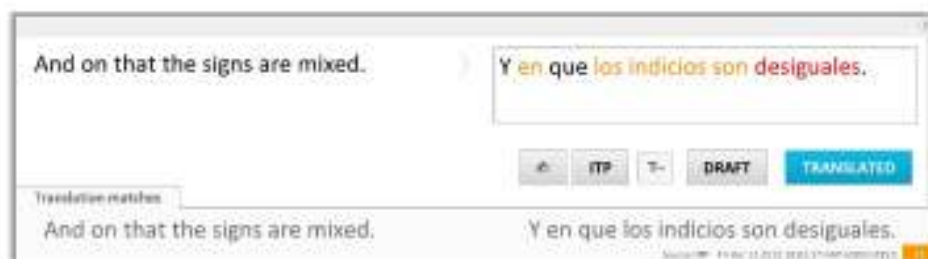 And on that the signs are mixed.
Y en que los indicios son desiguales.
ITP
T
DRAFT
TRANSLATED
Translation matches
And on that the signs are mixed.
Y en que los indicios son desiguales.